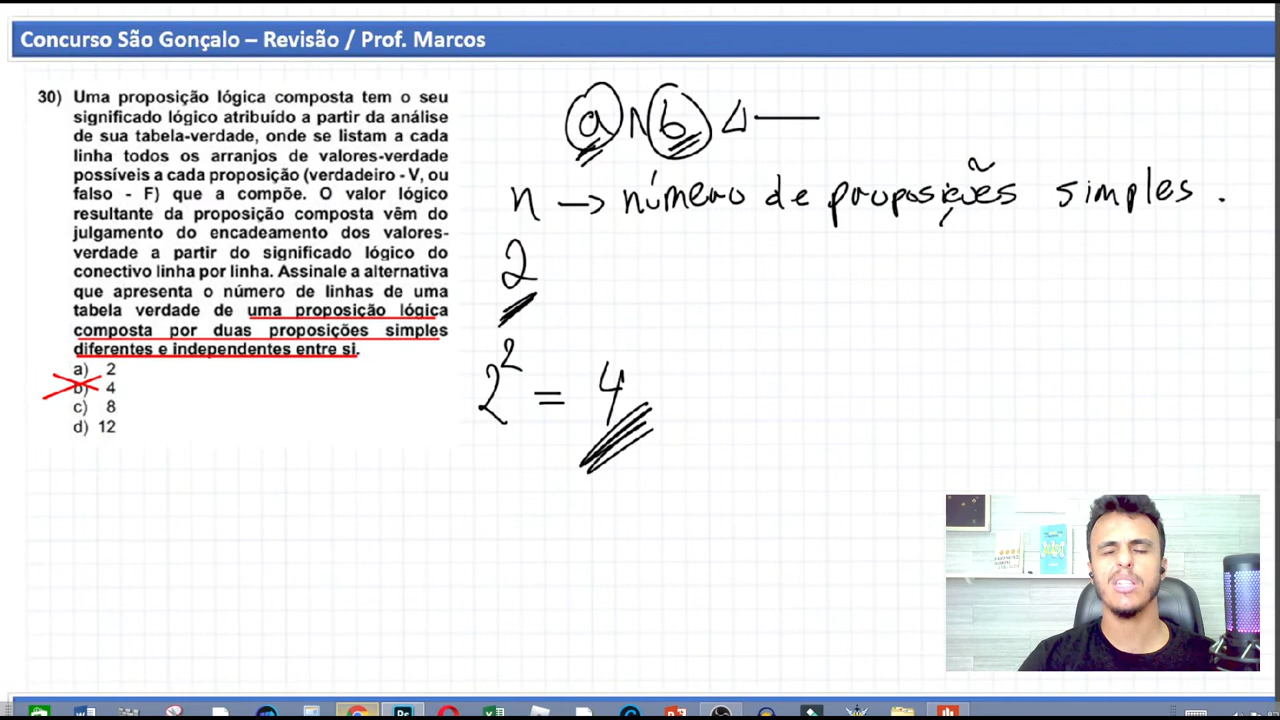 Concurso São Gonçalo – Revisão / Prof. Marcos
30) Uma proposição lógica composta tem o seu
significado lógico atribuído a partir da análise
de sua tabela-verdade, onde se listam a cada
linha todos os arranjos de valores-verdade
possíveis a cada proposição (verdadeiro - V, ou
falso - F) que a compõe. O valor lógico
resultante da proposição composta vêm do
julgamento do encadeamento dos valores-
verdade a partir do significado lógico do
conectivo linha por linha. Assinale a alternativa
que apresenta o número de linhas de uma
tabela verdade de uma proposição lógica
composta por duas proposições simples
diferentes e independentes entre si.
a) 2
b) 4
c) 8
d) 12
a ∧ b
n → número de proposições simples.
2
2² = 4